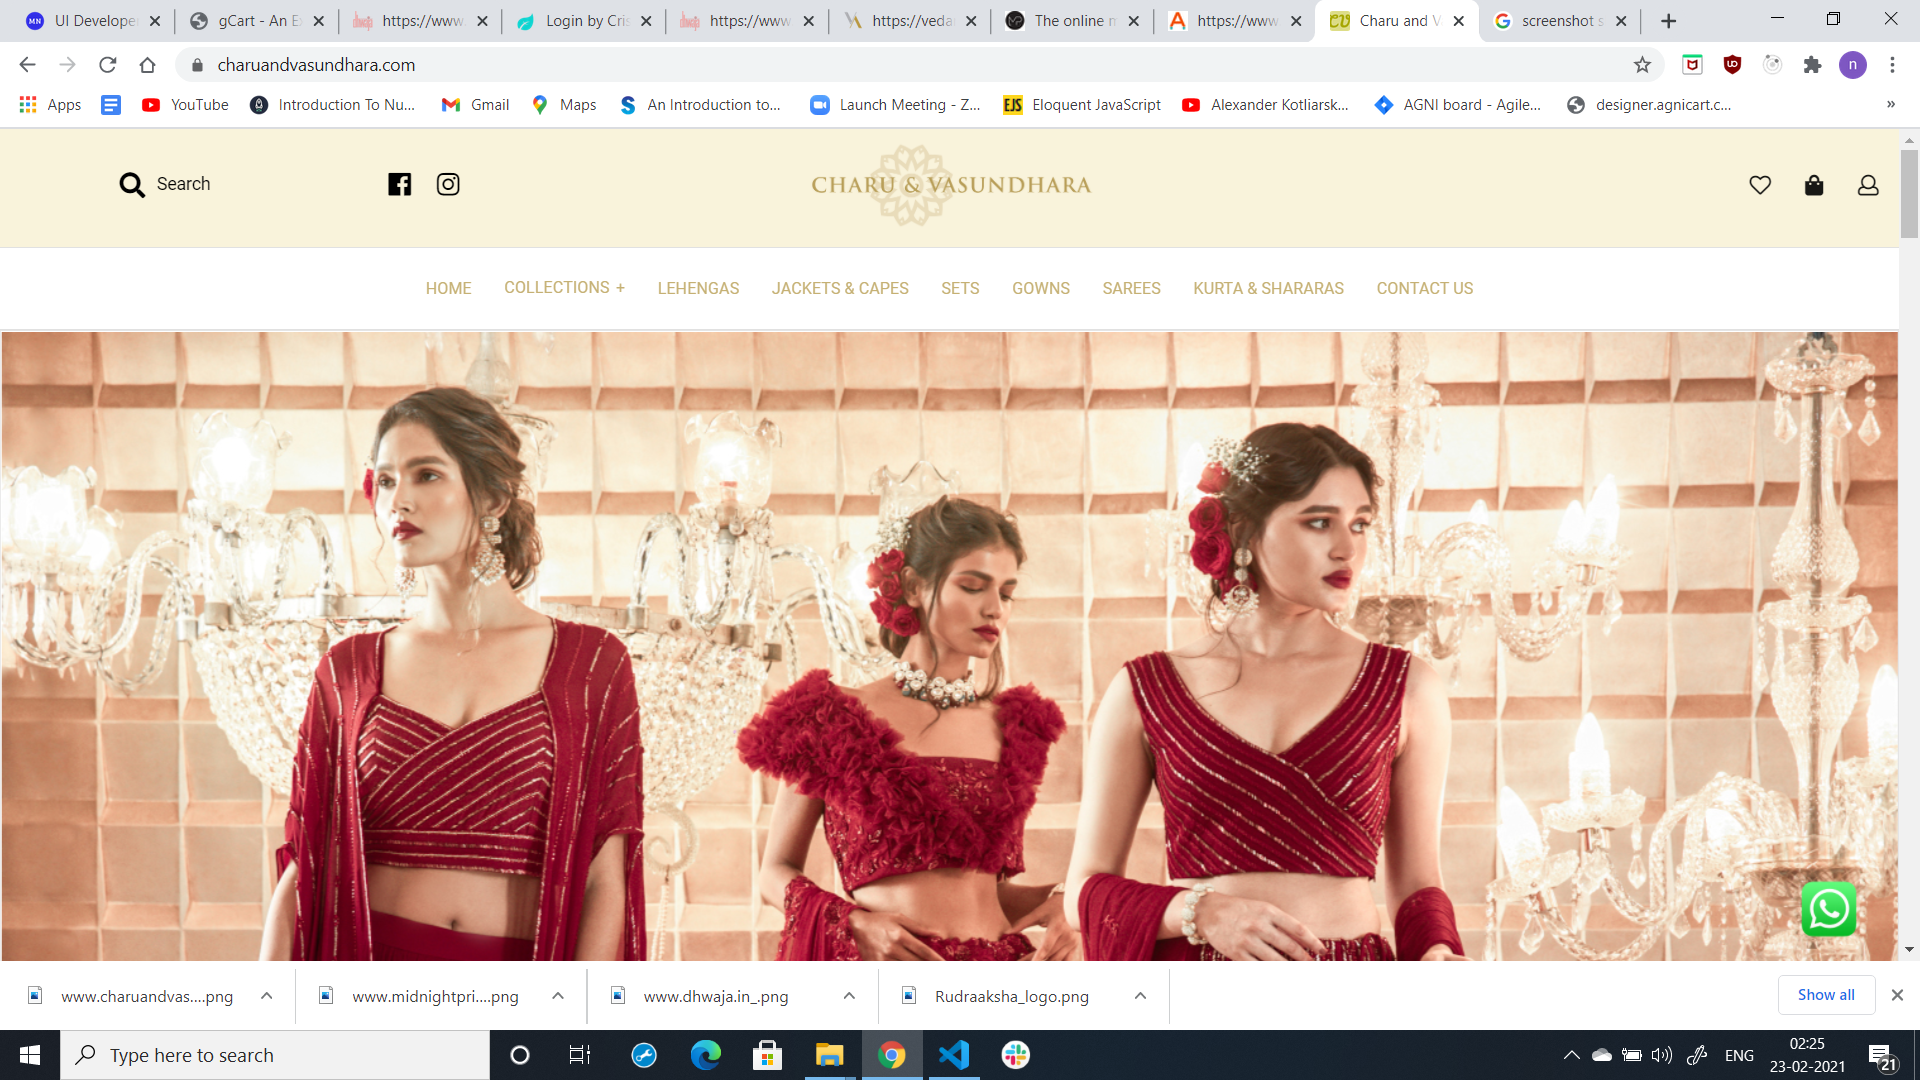 UI Develope
gCart - An E
https://www.
Login by Cris
https://www
https://veda
The online m
https://www
Charu and V
screenshot s
charuandvasundhara.com
n
Apps
YouTube
Introduction To Nu...
Gmail
Maps
An Introduction to...
Launch Meeting - Z...
EJS
Eloquent JavaScript
Alexander Kotliarsk...
AGNI board - Agile...
designer.agnicart.c...
»
Search
CHARU & VASUNDHARA
HOME
COLLECTIONS +
LEHENGAS
JACKETS & CAPES
SETS
GOWNS
SAREES
KURTA & SHARARAS
CONTACT US
www.charuandvas....png
www.midnightpri....png
www.dhwaja.in_.png
Rudraaksha_logo.png
Show all
Type here to search
ENG
02:25
23-02-2021
21